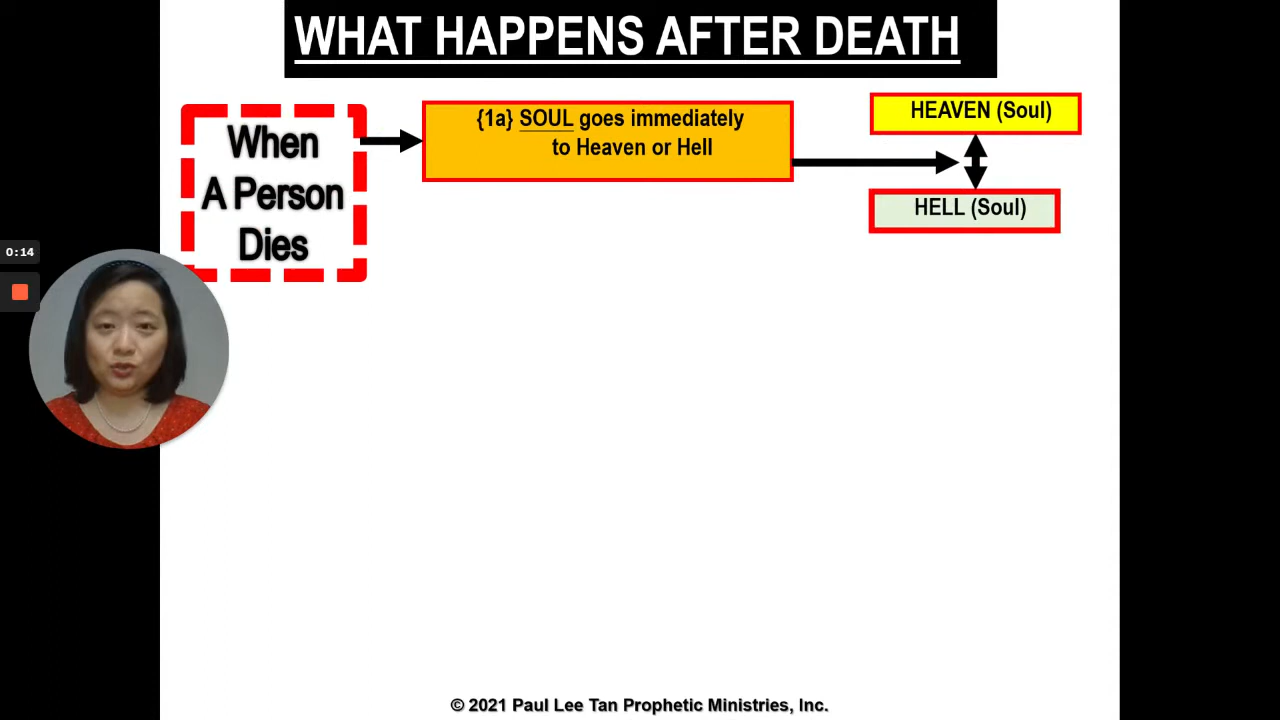 WHAT HAPPENS AFTER DEATH
When
A Person
Dies
{1a} SOUL goes immediately
to Heaven or Hell
HEAVEN (Soul)
HELL (Soul)
0:14
© 2021 Paul Lee Tan Prophetic Ministries, Inc.